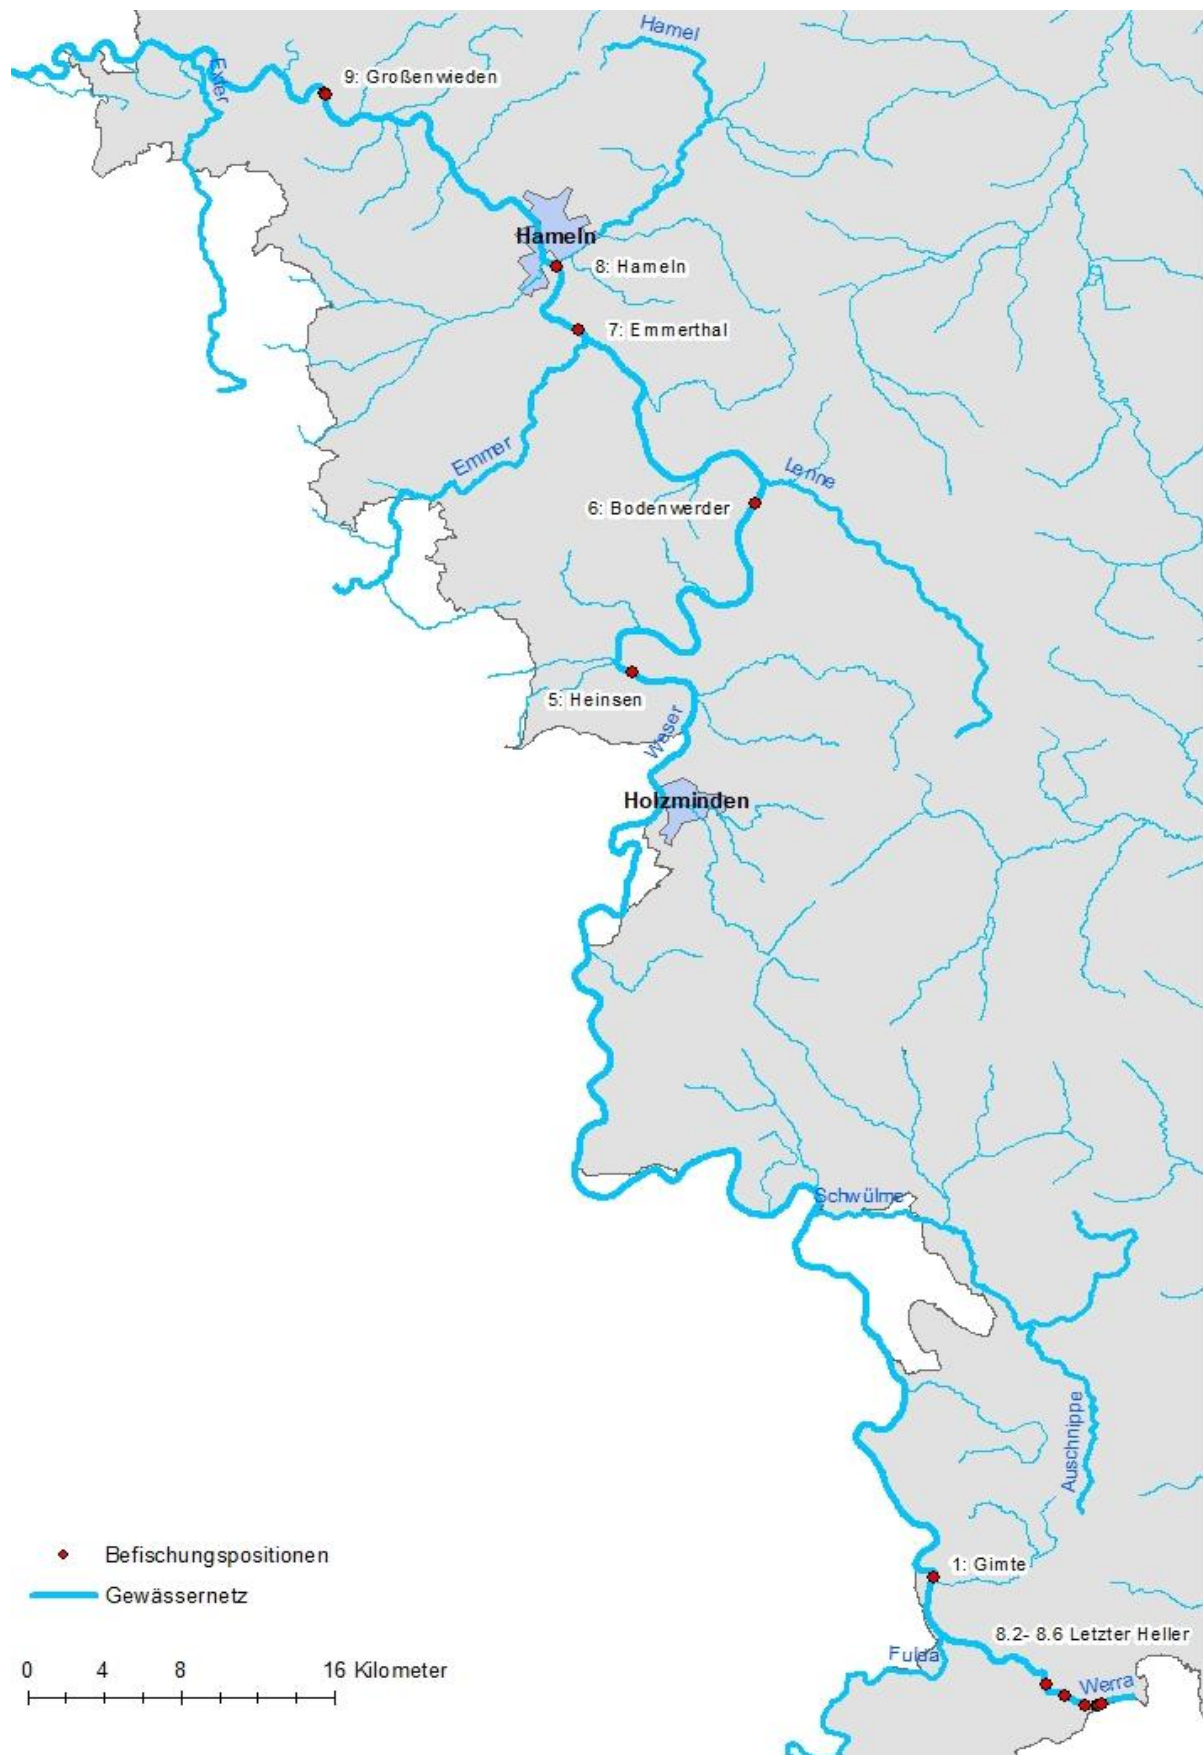 Hamel
Exter
9: Großenwieden
Hameln
8: Hameln
7: Emmerthal
Emmer
Lenne
6: Bodenwerder
5: Heinsen
Weser
Holzminden
Schwülme
Auschnippe
Befischungspositionen
1: Gimte
Gewässernetz
8.2- 8.6 Letzter Heller
Fulda
0 4 8 16 Kilometer
Werra